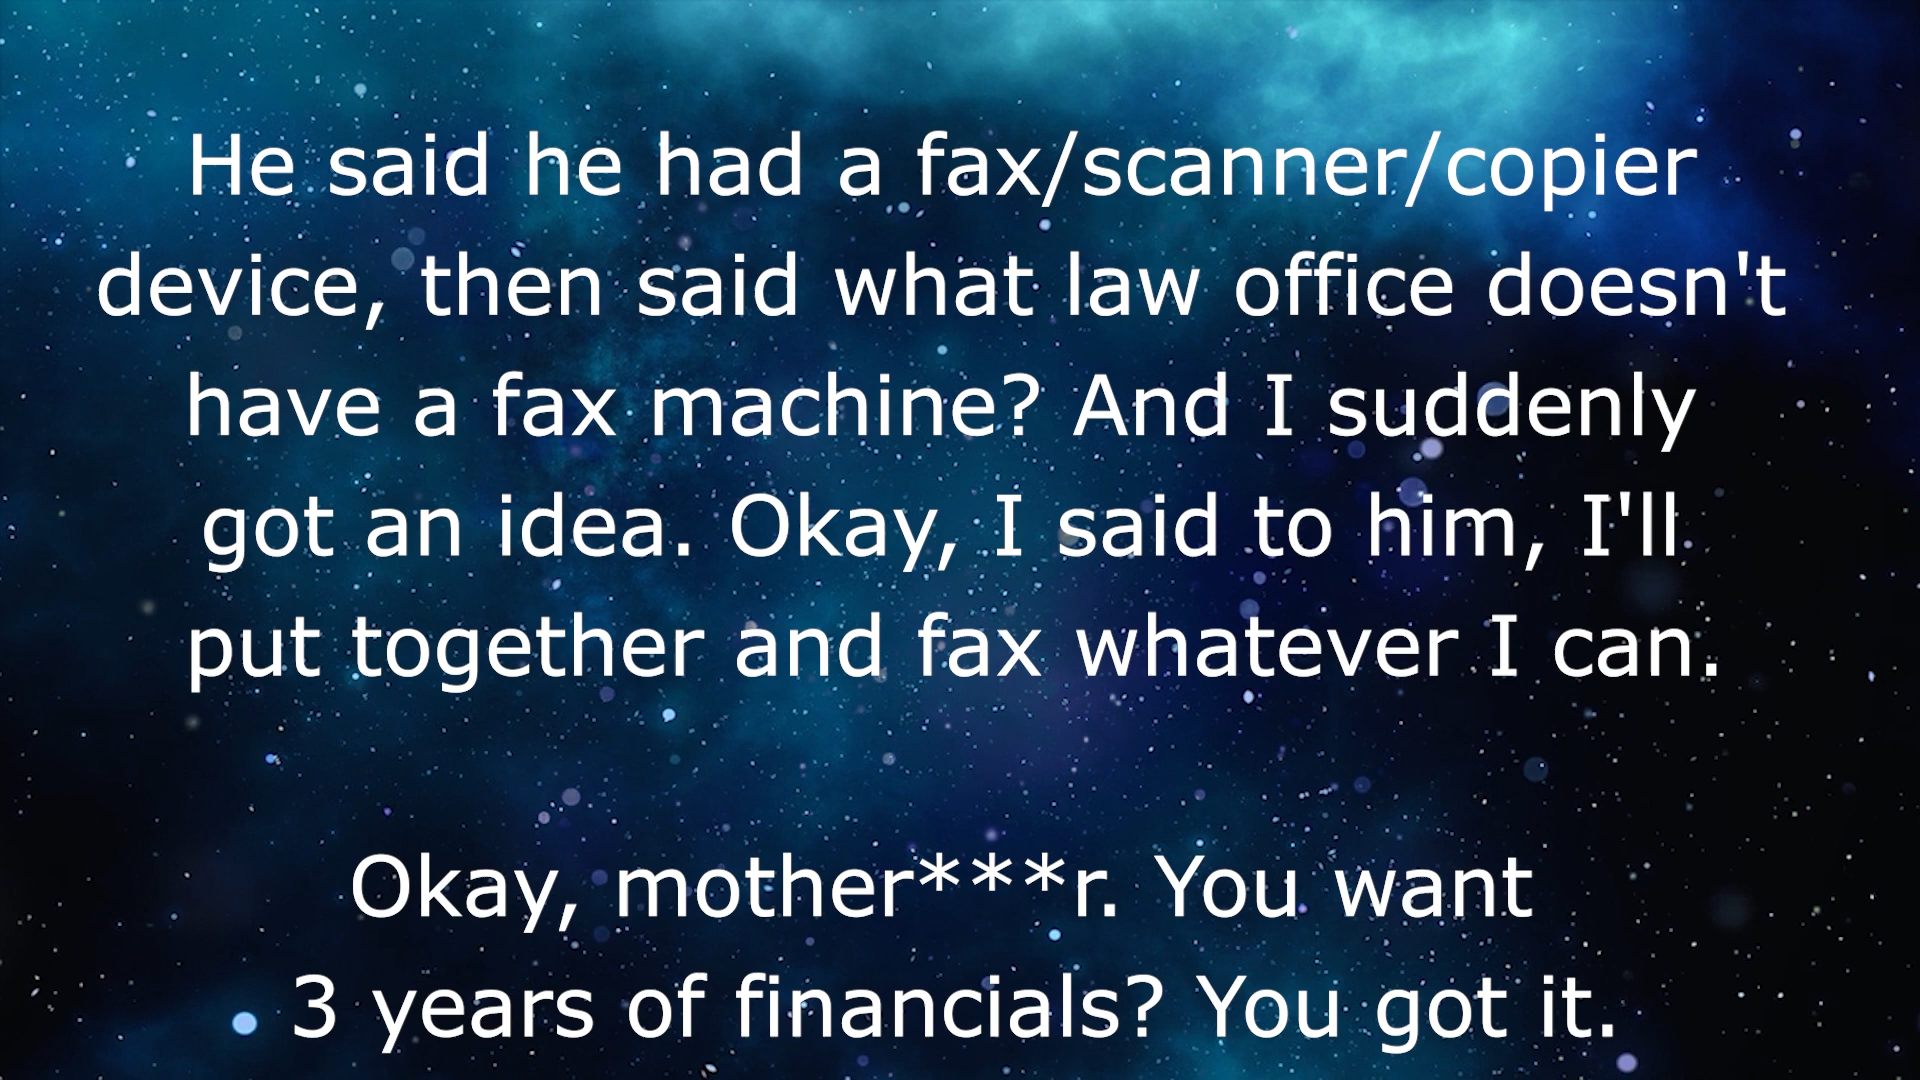 He said he had a fax/scanner/copier
device, then said what law office doesn't
have a fax machine? And I suddenly
got an idea. Okay, I said to him, I'll
put together and fax whatever I can.
Okay, mother***r. You want
3 years of financials? You got it.